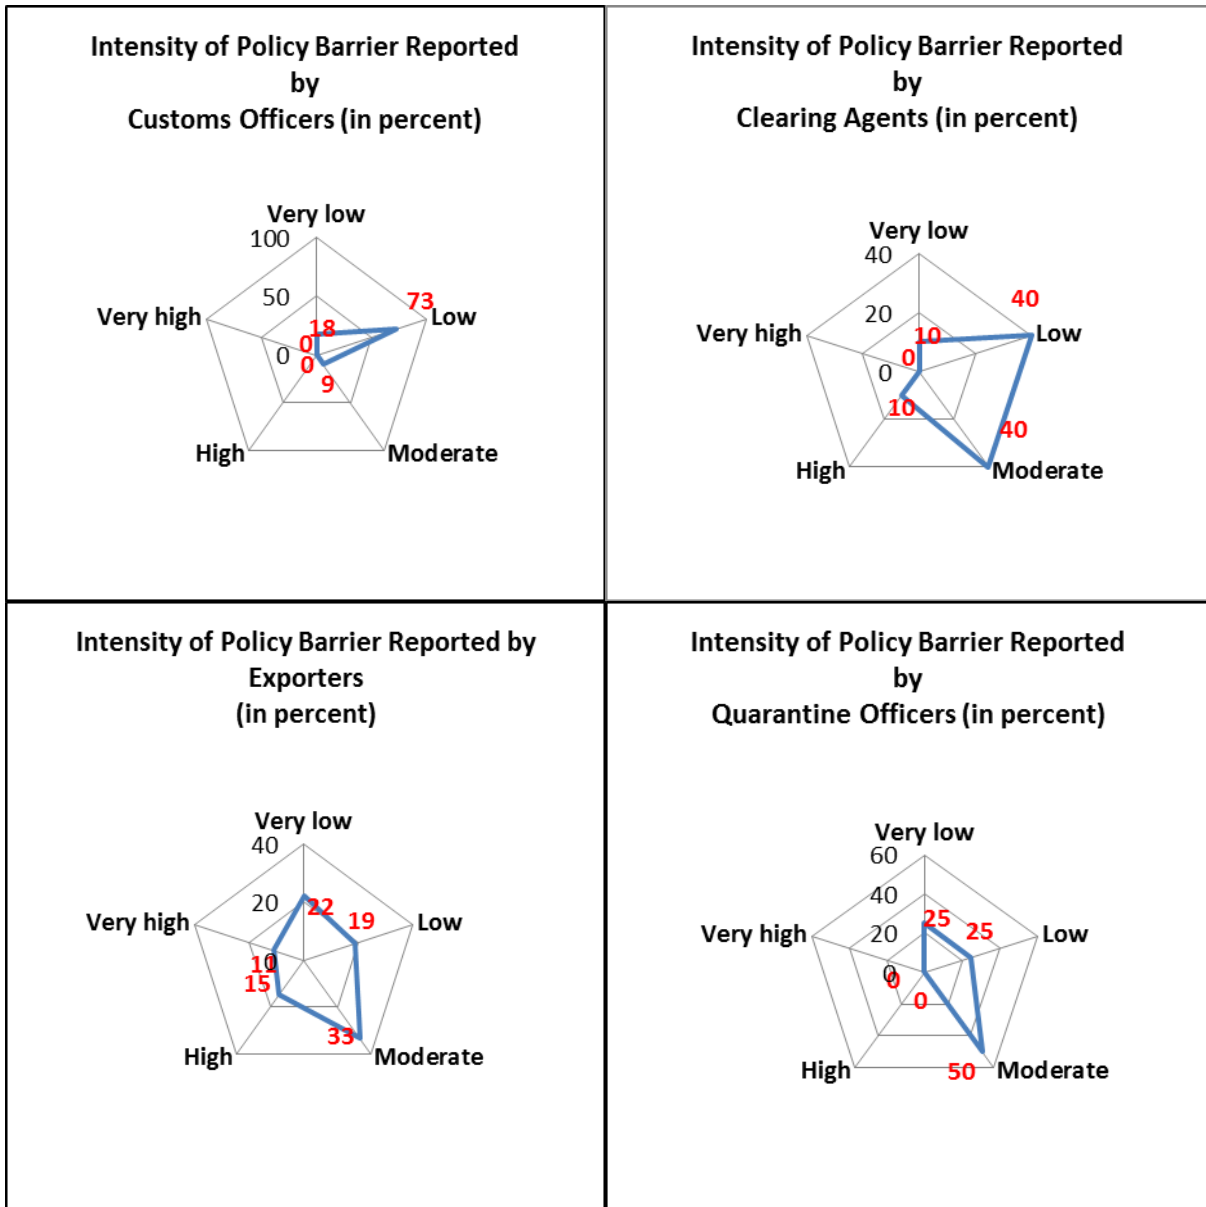 Intensity of Policy Barrier Reported
by
Customs Officers (in percent)
Very low
100
73
50
18
Low
Very high
0
0
0
9
High
Moderate
Intensity of Policy Barrier Reported
by
Clearing Agents (in percent)
Very low
40
40
20
10
Low
Very high
0
0
10
40
High
Moderate
Intensity of Policy Barrier Reported by
Exporters
(in percent)
Very low
40
20
22
19
Low
Very high
0
11
15
33
High
Moderate
Intensity of Policy Barrier Reported
by
Quarantine Officers (in percent)
Very low
60
40
25
25
20
Low
Very high
0
0
0
50
High
Moderate